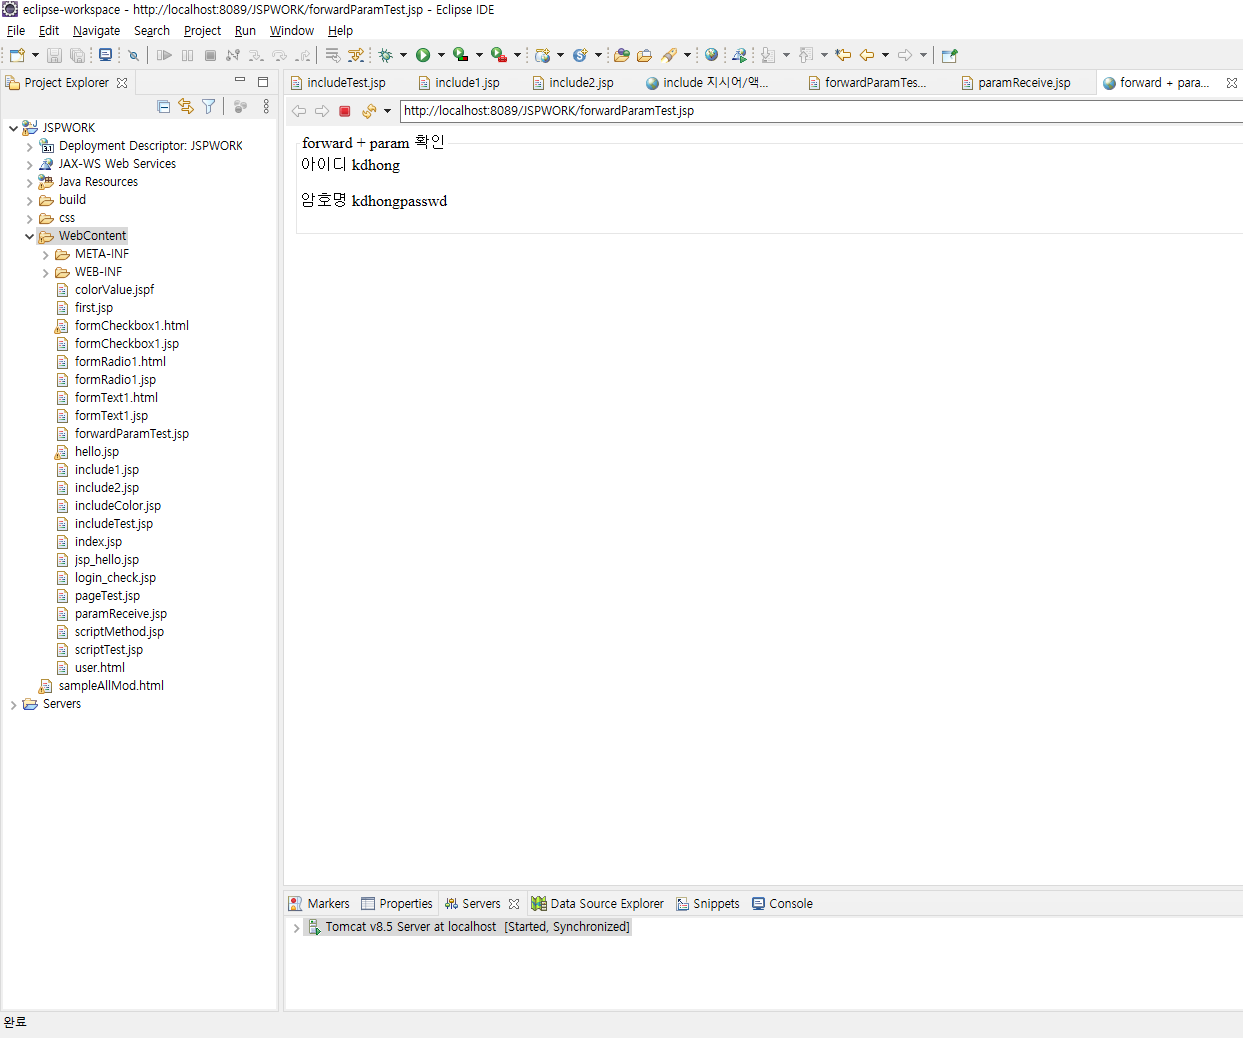 eclipse-workspace - http://localhost:8089/JSPWORK/forwardParamTest.jsp - Eclipse IDE
File Edit Navigate Search Project Run Window Help
Project Explorer
includeTest.jsp include1.jsp include2.jsp include 지시어/액... forwardParamTes... paramReceive.jsp forward + para...
http://localhost:8089/JSPWORK/forwardParamTest.jsp
JSPWORK
3.1 Deployment Descriptor: JSPWORK
JAX-WS Web Services
Java Resources
build
css
WebContent
META-INF
WEB-INF
colorValue.jspf
first.jsp
formCheckbox1.html
formCheckbox1.jsp
formRadio1.html
formRadio1.jsp
formText1.html
formText1.jsp
forwardParamTest.jsp
hello.jsp
include1.jsp
include2.jsp
includeColor.jsp
includeTest.jsp
index.jsp
jsp_hello.jsp
login_check.jsp
pageTest.jsp
paramReceive.jsp
scriptMethod.jsp
scriptTest.jsp
user.html
sampleAllMod.html
Servers
forward + param 확인
아이디 kdhong
암호명 kdhongpasswd
Markers Properties Servers Data Source Explorer Snippets Console
Tomcat v8.5 Server at localhost [Started, Synchronized]
완료